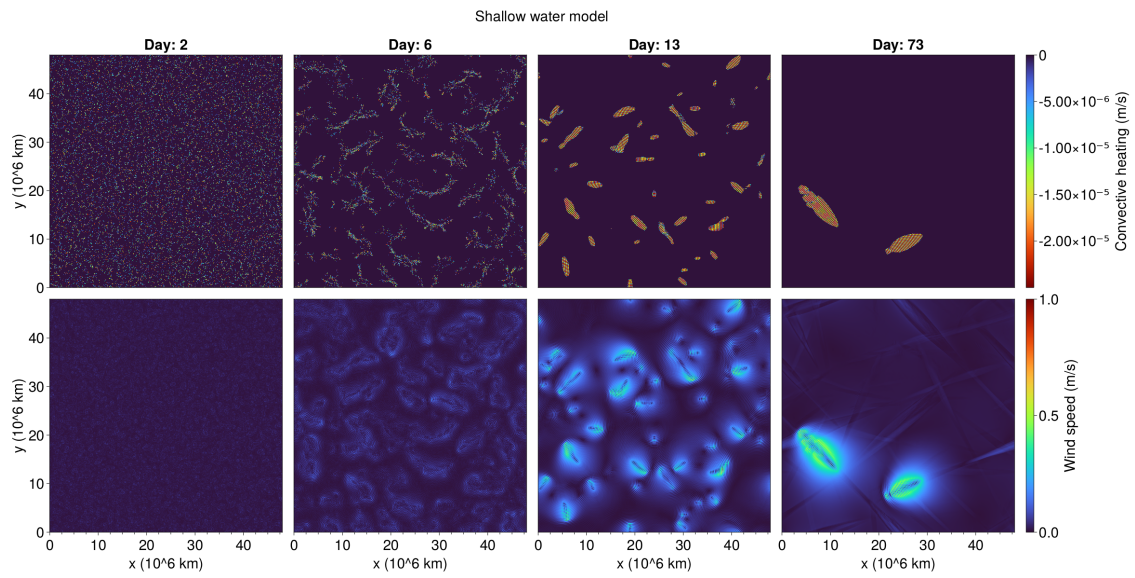 Shallow water model
Day: 2
Day: 6
Day: 13
Day: 73
y (10^6 km)
40
30
20
10
0
0
-5.00×10⁻⁶
-1.00×10⁻⁵
-1.50×10⁻⁵
-2.00×10⁻⁵
Convective heating (m/s)
y (10^6 km)
40
30
20
10
0
1.0
0.5
0.0
Wind speed (m/s)
0 10 20 30 40
0 10 20 30 40
0 10 20 30 40
0 10 20 30 40
x (10^6 km)
x (10^6 km)
x (10^6 km)
x (10^6 km)